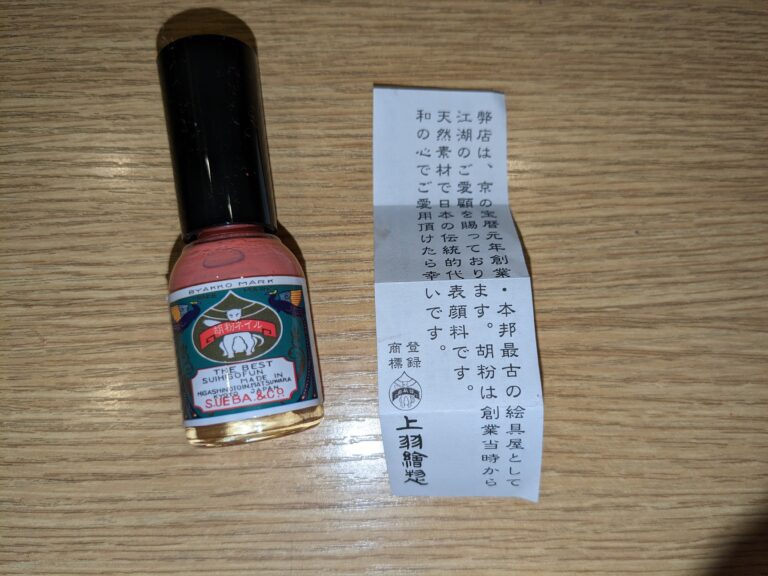 BYAKKO MARK
胡粉ネイル
THE BEST
SUIHI GOFUN
MADE IN
HIGASHINOTOIN, MATSUWARA
KYOTO JAPAN
S.UEBA.&CO.
弊店は、京の宝暦元年創業・本邦最古の絵具屋として
江湖のご愛顧を賜っております。胡粉は創業当時から
天然素材で日本の伝統的代表顔料です。
和の心でご愛用頂けたら幸いです。
登録
商標
上羽繪惣